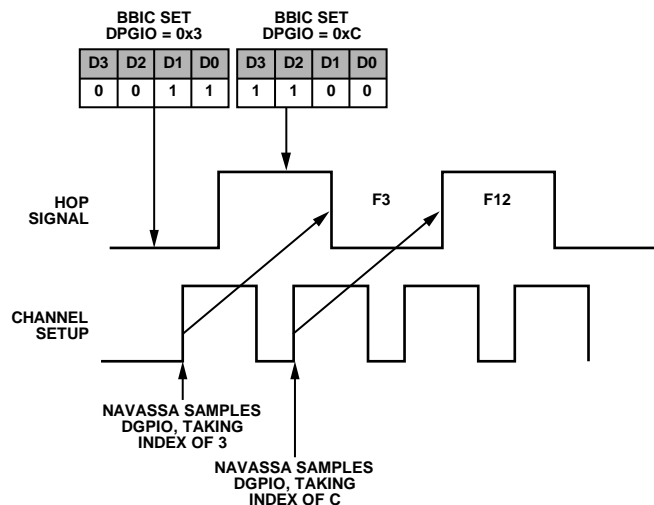 BBIC SET
DPGIO = 0x3
D3 D2 D1 D0
0 0 1 1
BBIC SET
DPGIO = 0xC
D3 D2 D1 D0
1 1 0 0
HOP
SIGNAL
F3
F12
CHANNEL
SETUP
NAVASSA SAMPLES
DGPIO, TAKING
INDEX OF 3
NAVASSA SAMPLES
DGPIO, TAKING
INDEX OF C